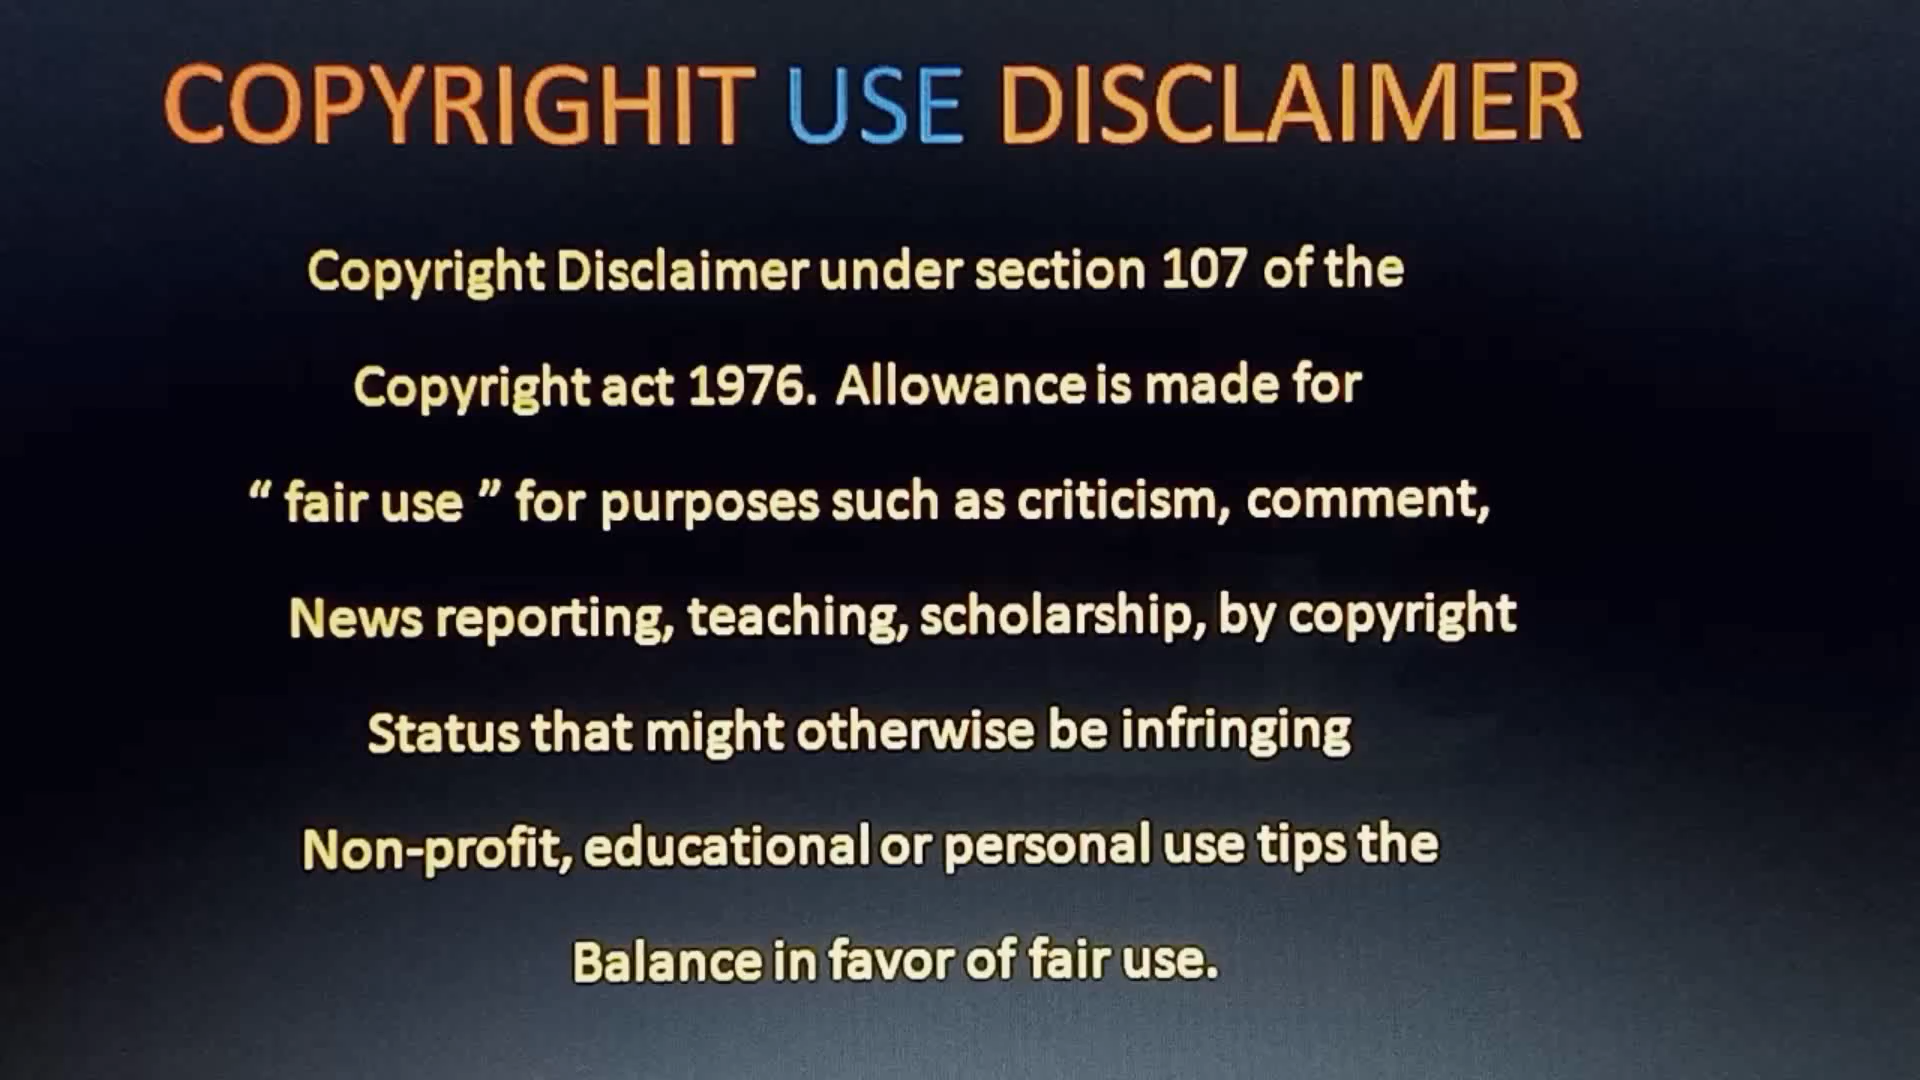 COPYRIGHIT USE DISCLAIMER
Copyright Disclaimer under section 107 of the
Copyright act 1976. Allowance is made for
“ fair use ” for purposes such as criticism, comment,
News reporting, teaching, scholarship, by copyright
Status that might otherwise be infringing
Non-profit, educational or personal use tips the
Balance in favor of fair use.